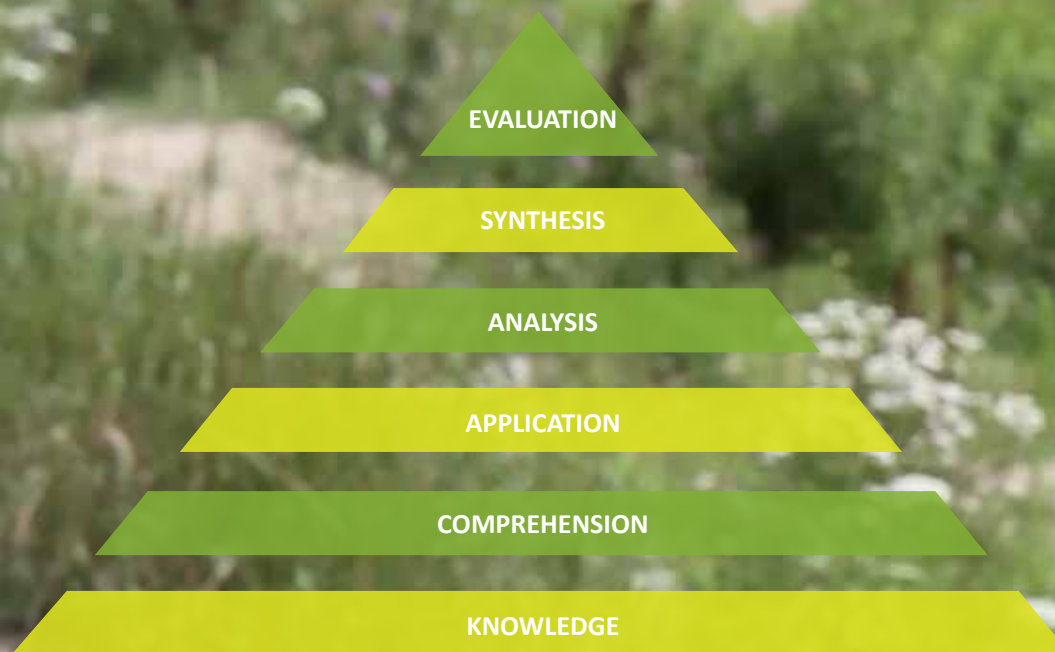 EVALUATION
SYNTHESIS
ANALYSIS
APPLICATION
COMPREHENSION
KNOWLEDGE